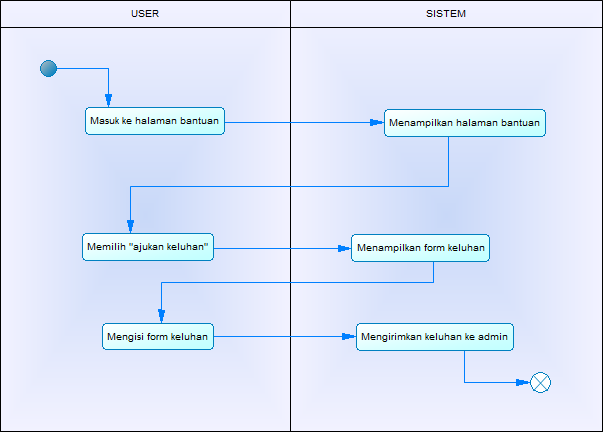 USER
SISTEM
Masuk ke halaman bantuan
Menampilkan halaman bantuan
Memilih "ajukan keluhan"
Menampilkan form keluhan
Mengisi form keluhan
Mengirimkan keluhan ke admin